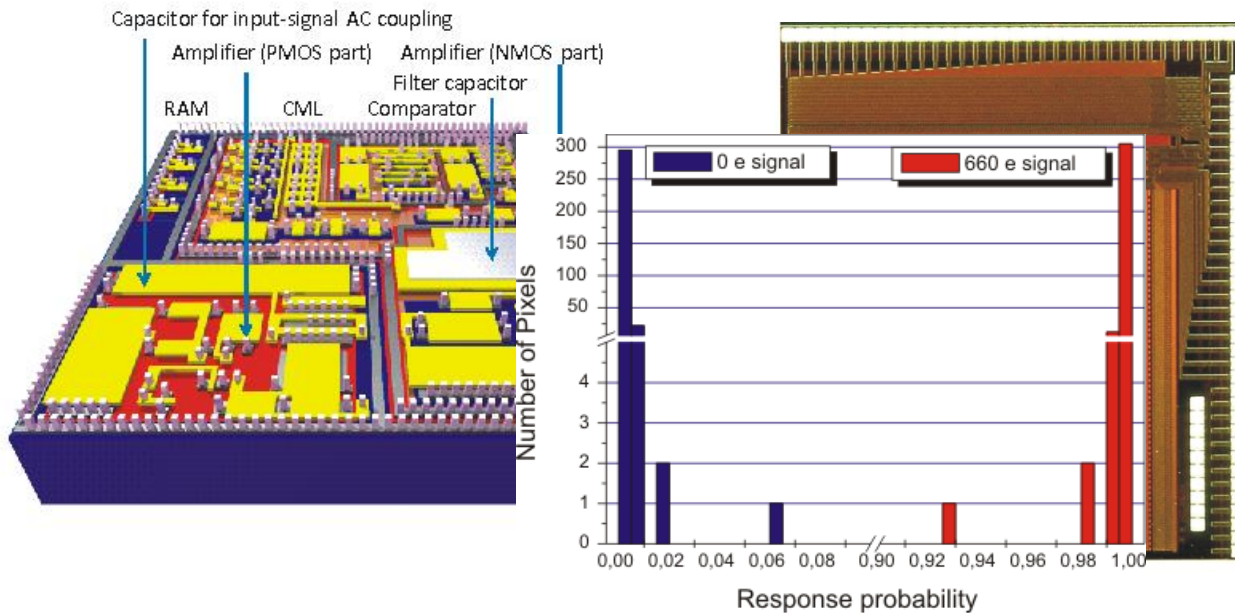 Capacitor for input-signal AC coupling
Amplifier (PMOS part)
Amplifier (NMOS part)
Filter capacitor
RAM
CML
Comparator
0 e signal
660 e signal
300
250
200
150
100
50
4
3
2
1
0
Number of Pixels
0,00 0,02 0,04 0,06 0,08 0,90 0,92 0,94 0,96 0,98 1,00
Response probability